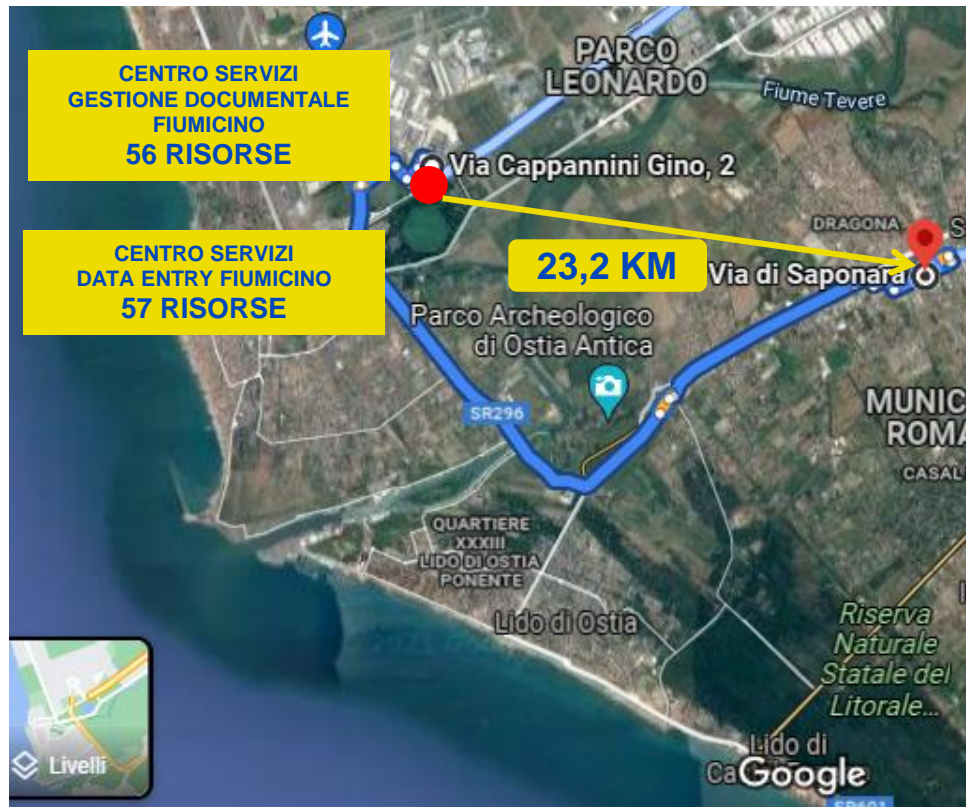 CENTRO SERVIZI
GESTIONE DOCUMENTALE
FIUMICINO
56 RISORSE
PARCO
LEONARDO
Fiume Tevere
Via Cappannini Gino, 2
DRAGONA
CENTRO SERVIZI
DATA ENTRY FIUMICINO
57 RISORSE
23,2 KM
Via di Saponara
Parco Archeologico
di Ostia Antica
SR296
MUNIC
ROMA
CASAL
QUARTIERE
XXXIII
LIDO DI OSTIA
PONENTE
Lido di Ostia
Riserva
Naturale
Statale del
Litorale...
Livelli
Lido di
Google
SR601